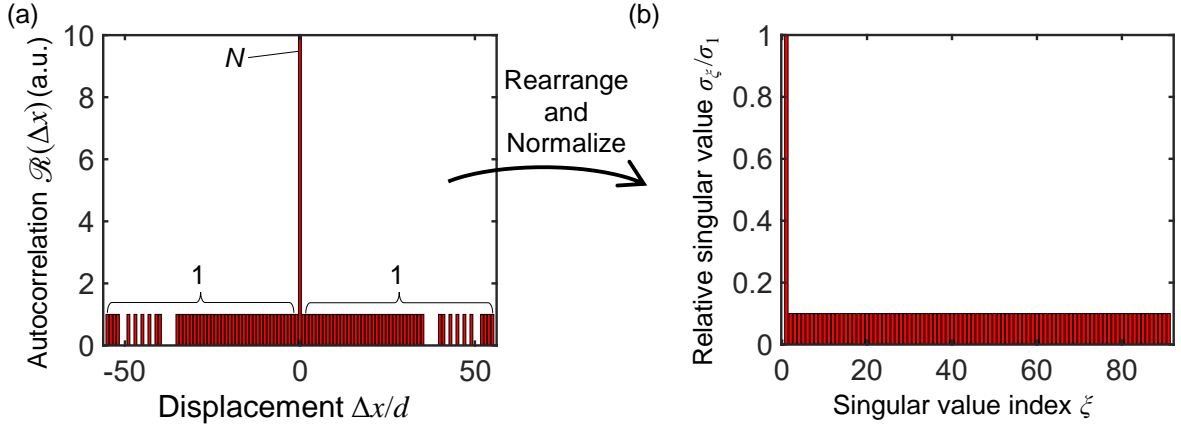 (a)
Autocorrelation ℛ(Δx) (a.u.)
10
8
6
4
2
0
N
1
1
-50
0
50
Displacement Δx/d
Rearrange
and
Normalize
(b)
Relative singular value σ_ξ/σ_1
1
0.8
0.6
0.4
0.2
0
0
20
40
60
80
Singular value index ξ